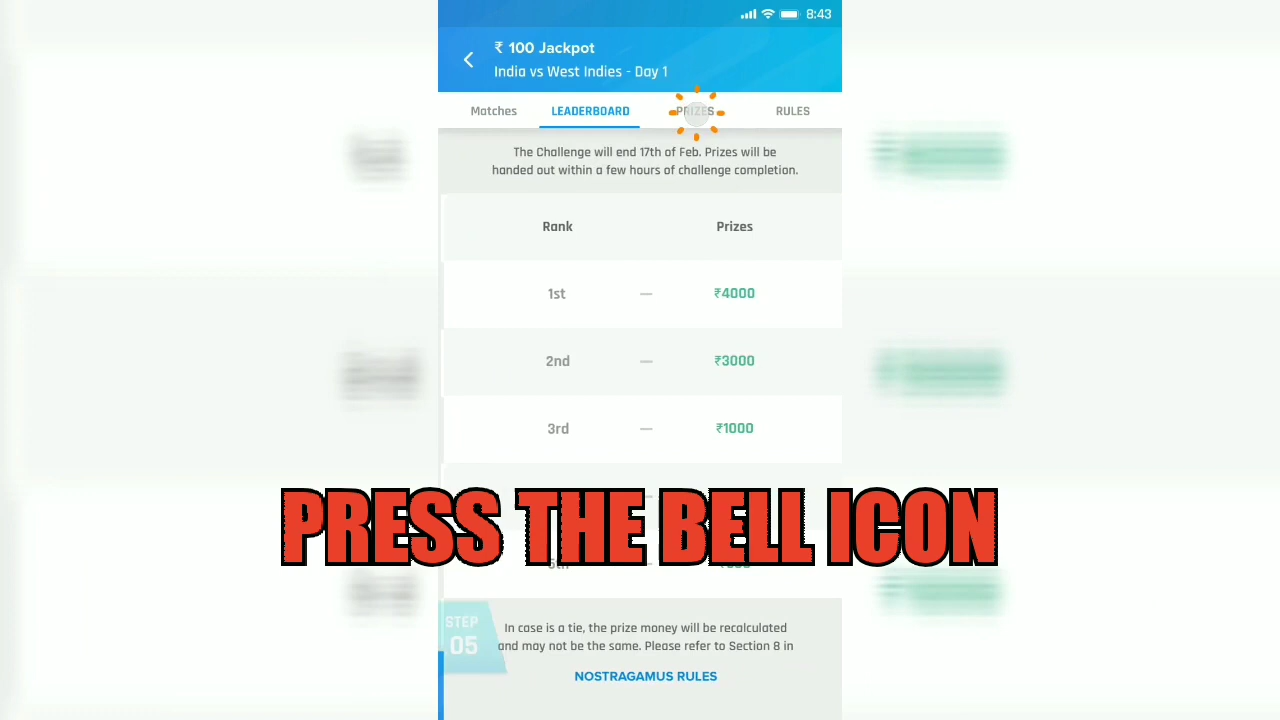 8:43
₹ 100 Jackpot
India vs West Indies - Day 1
Matches LEADERBOARD PRIZES RULES
The Challenge will end 17th of Feb. Prizes will be
handed out within a few hours of challenge completion.
Rank Prizes
1st — ₹4000
2nd — ₹3000
3rd — ₹1000
PRESS THE BELL ICON
5th —
STEP
05
In case is a tie, the prize money will be recalculated
and may not be the same. Please refer to Section 8 in
NOSTRAGAMUS RULES